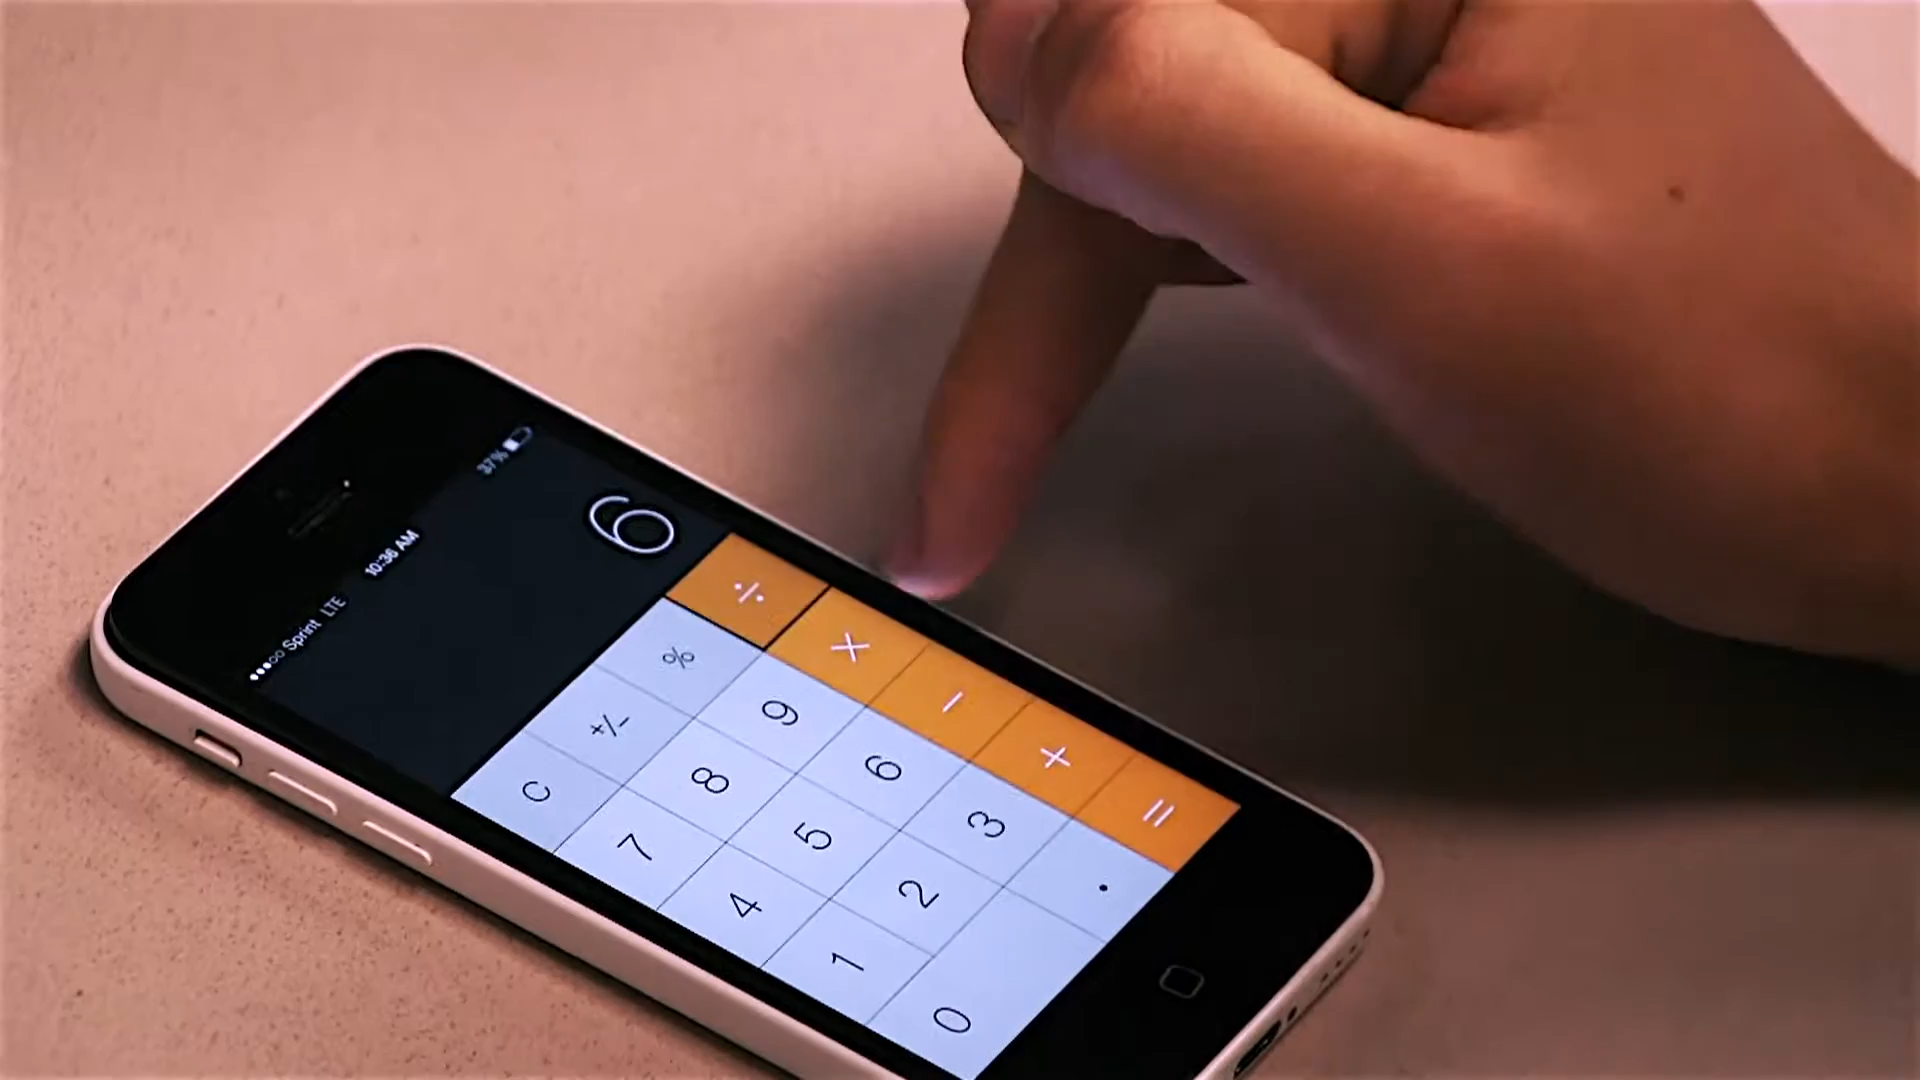 ●●●○○ Sprint LTE 10:36 AM 37%
6
C +/- % ÷
7 8 9 ×
4 5 6 −
1 2 3 +
0 . =